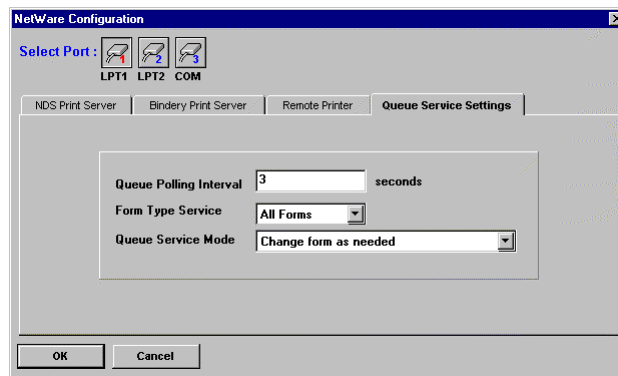 NetWare Configuration
Select Port :
1 2 3
LPT1 LPT2 COM
NDS Print Server Bindery Print Server Remote Printer Queue Service Settings
Queue Polling Interval 3 seconds
Form Type Service All Forms
Queue Service Mode Change form as needed
OK Cancel